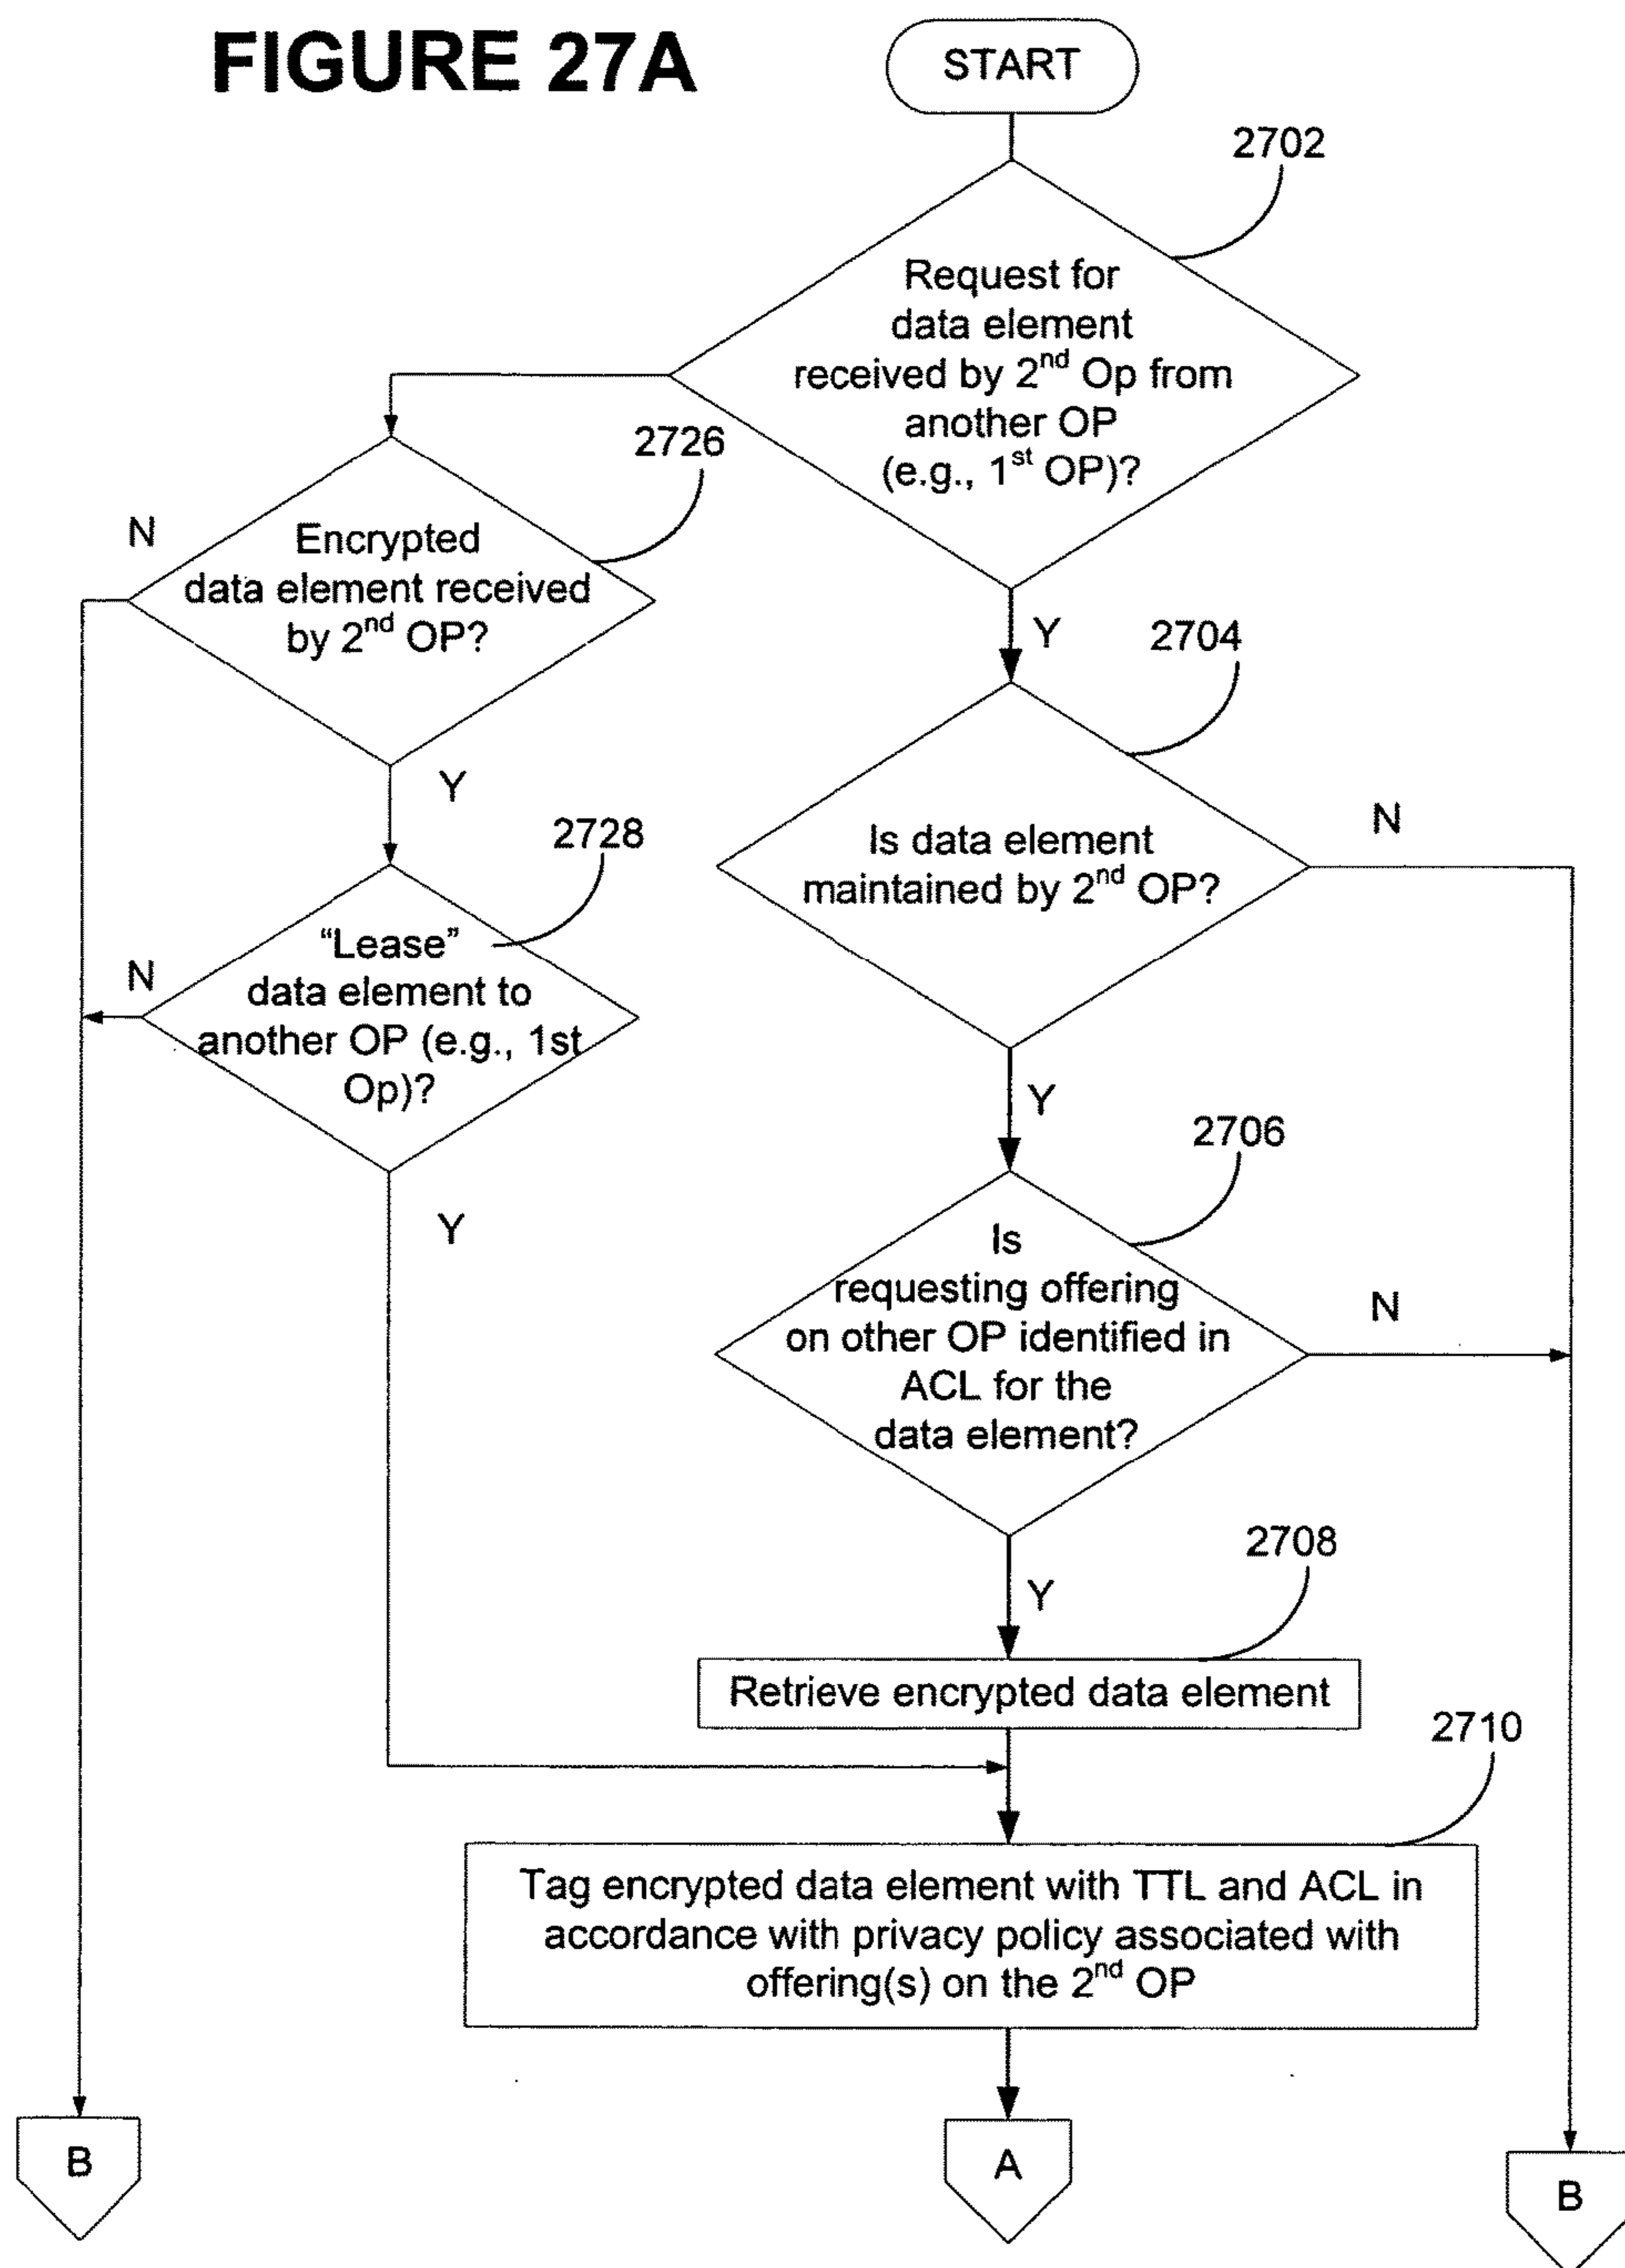 FIGURE 27A
START
2702
Request for
data element
received by 2nd Op from
another OP
(e.g., 1st OP)?
2726
N
Encrypted
data element received
by 2nd OP?
Y
2704
Y
2728
Is data element
maintained by 2nd OP?
N
"Lease"
data element to
another OP (e.g., 1st
Op)?
N
Y
Y
2706
Is
requesting offering
on other OP identified in
ACL for the
data element?
N
2708
Y
Retrieve encrypted data element
2710
Tag encrypted data element with TTL and ACL in
accordance with privacy policy associated with
offering(s) on the 2nd OP
B
A
B